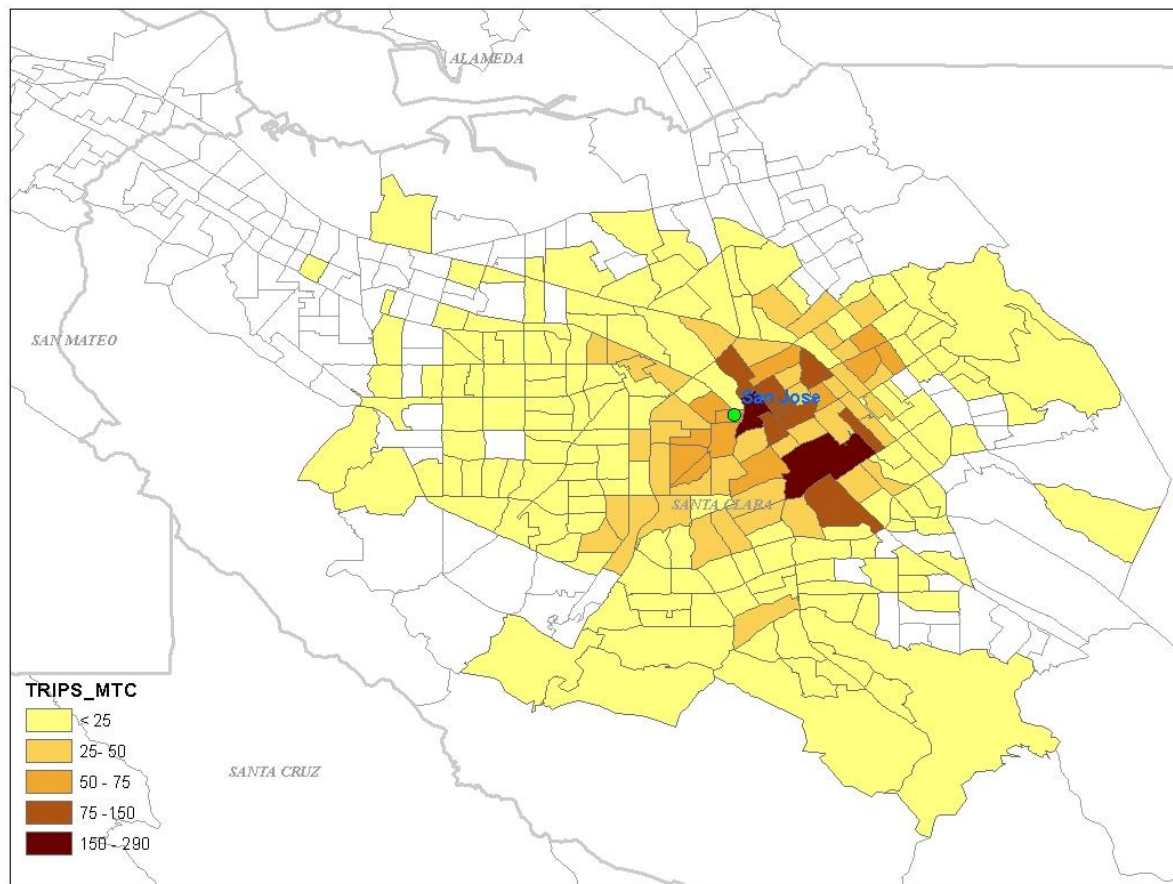 ALAMEDA
SAN MATEO
San Jose
SANTA CLARA
TRIPS_MTC
< 25
25- 50
50 - 75
75 -150
150 - 290
SANTA CRUZ